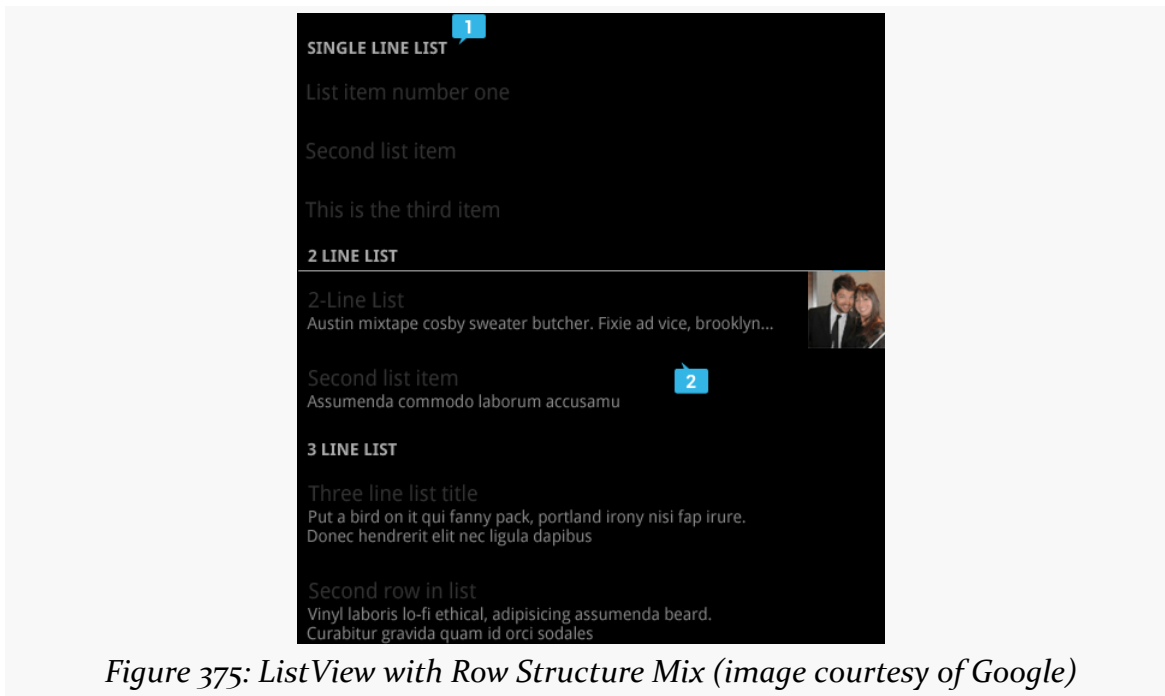 1
SINGLE LINE LIST
List item number one
Second list item
This is the third item
2 LINE LIST
2-Line List
Austin mixtape cosby sweater butcher. Fixie ad vice, brooklyn...
Second list item
2
Assumenda commodo laborum accusamu
3 LINE LIST
Three line list title
Put a bird on it qui fanny pack, portland irony nisi fap irure.
Donec hendrerit elit nec ligula dapibus
Second row in list
Vinyl laboris lo-fi ethical, adipisicing assumenda beard.
Curabitur gravida quam id orci sodales
Figure 375: ListView with Row Structure Mix (image courtesy of Google)